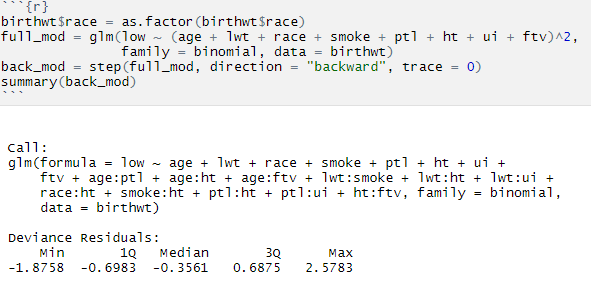 ```{r}
birthwt$race = as.factor(birthwt$race)
full_mod = glm(low ~ (age + lwt + race + smoke + ptl + ht + ui + ftv)^2,
               family = binomial, data = birthwt)
back_mod = step(full_mod, direction = "backward", trace = 0)
summary(back_mod)
```
Call:
glm(formula = low ~ age + lwt + race + smoke + ptl + ht + ui +
    ftv + age:ptl + age:ht + age:ftv + lwt:smoke + lwt:ht + lwt:ui +
    race:ht + smoke:ht + ptl:ht + ptl:ui + ht:ftv, family = binomial,
    data = birthwt)
Deviance Residuals:
    Min       1Q   Median       3Q      Max
-1.8758  -0.6983  -0.3561   0.6875   2.5783